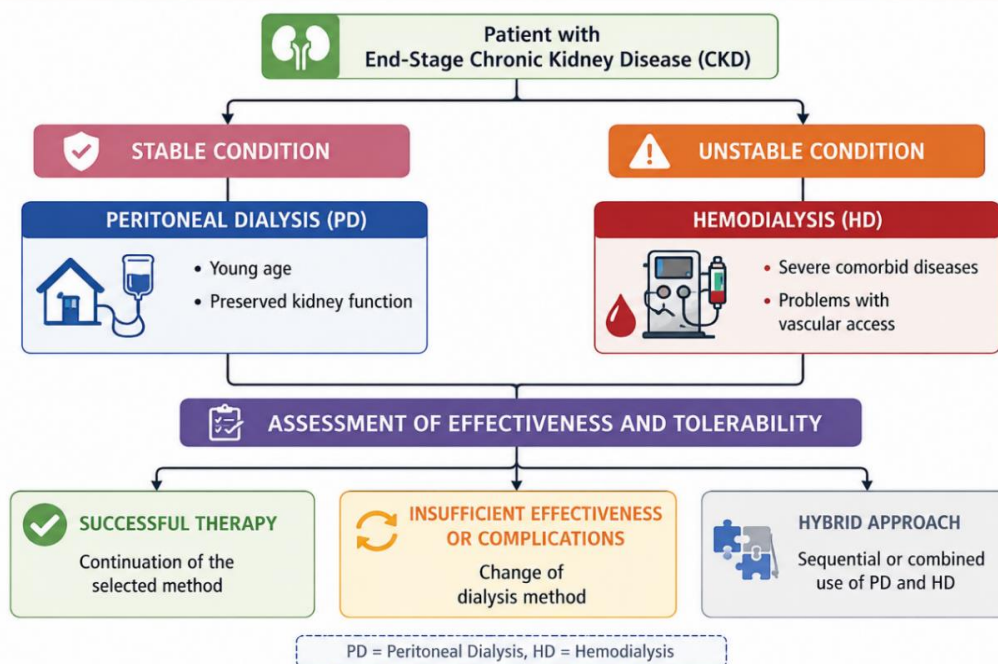 Patient with
End-Stage Chronic Kidney Disease (CKD)
STABLE CONDITION
UNSTABLE CONDITION
PERITONEAL DIALYSIS (PD)
• Young age
• Preserved kidney function
HEMODIALYSIS (HD)
• Severe comorbid diseases
• Problems with
vascular access
ASSESSMENT OF EFFECTIVENESS AND TOLERABILITY
SUCCESSFUL THERAPY
Continuation of the
selected method
INSUFFICIENT EFFECTIVENESS
OR COMPLICATIONS
Change of
dialysis method
HYBRID APPROACH
Sequential or combined
use of PD and HD
PD = Peritoneal Dialysis, HD = Hemodialysis